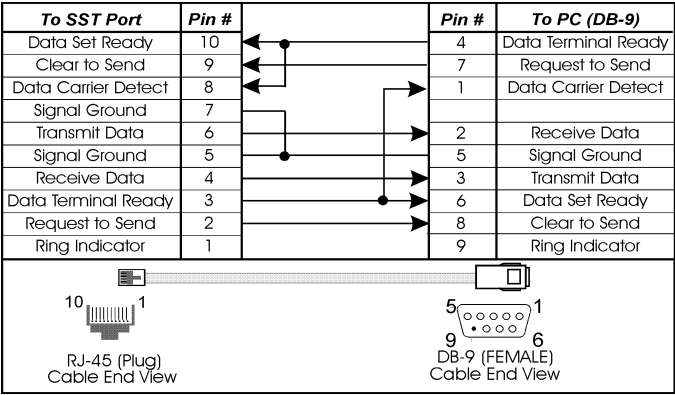 To SST Port Pin # Pin # To PC (DB-9)
Data Set Ready 10 4 Data Terminal Ready
Clear to Send 9 7 Request to Send
Data Carrier Detect 8 1 Data Carrier Detect
Signal Ground 7
Transmit Data 6 2 Receive Data
Signal Ground 5 5 Signal Ground
Receive Data 4 3 Transmit Data
Data Terminal Ready 3 6 Data Set Ready
Request to Send 2 8 Clear to Send
Ring Indicator 1 9 Ring Indicator
10 1
5 1
9 6
RJ-45 (Plug)
Cable End View
DB-9 (FEMALE)
Cable End View